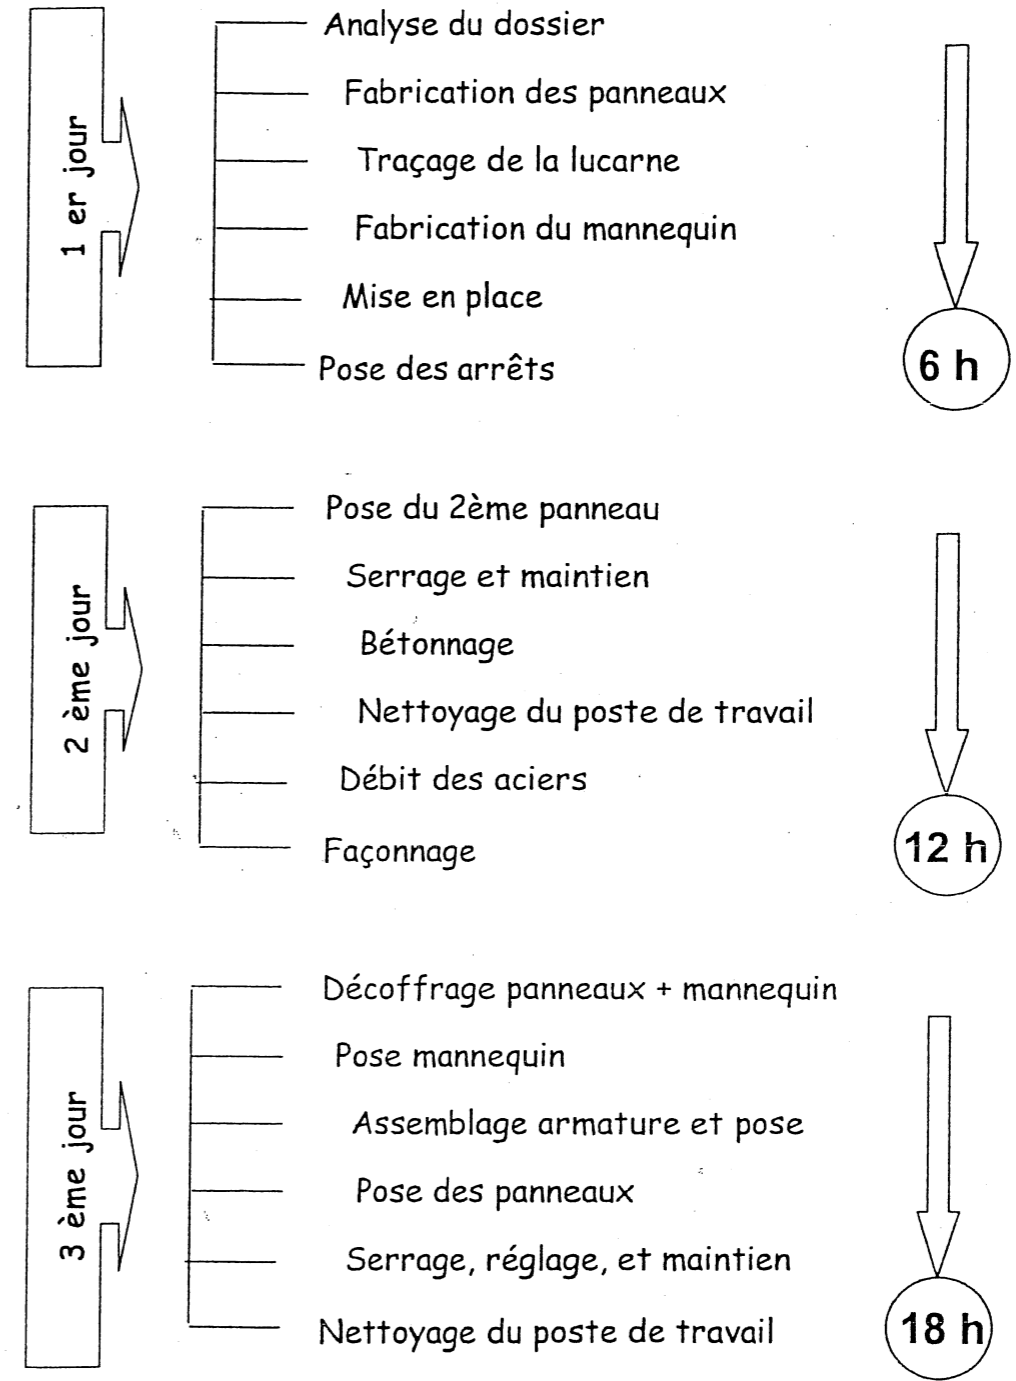 1 er jour
Analyse du dossier
Fabrication des panneaux
Traçage de la lucarne
Fabrication du mannequin
Mise en place
Pose des arrêts
6 h
2 ème jour
Pose du 2ème panneau
Serrage et maintien
Bétonnage
Nettoyage du poste de travail
Débit des aciers
Façonnage
12 h
3 ème jour
Décoffrage panneaux + mannequin
Pose mannequin
Assemblage armature et pose
Pose des panneaux
Serrage, réglage, et maintien
Nettoyage du poste de travail
18 h